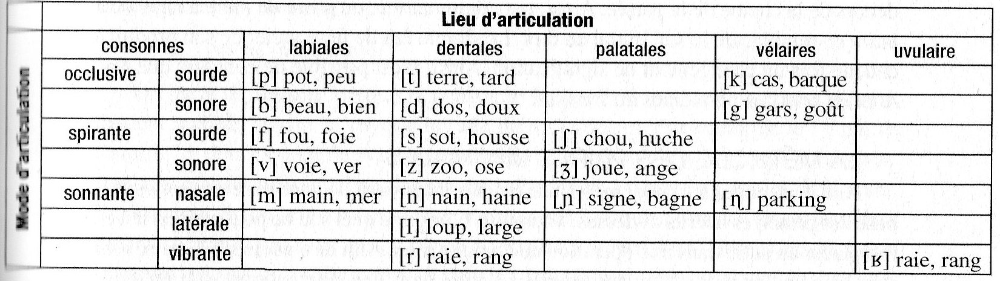 Lieu d'articulation
consonnes labiales dentales palatales vélaires uvulaire
occlusive sourde [p] pot, peu [t] terre, tard [k] cas, barque
sonore [b] beau, bien [d] dos, doux [g] gars, goût
spirante sourde [f] fou, foie [s] sot, housse [ʃ] chou, huche
sonore [v] voie, ver [z] zoo, ose [ʒ] joue, ange
sonnante nasale [m] main, mer [n] nain, haine [ɲ] signe, bagne [ɳ] parking
latérale [l] loup, large
vibrante [r] raie, rang [ʁ] raie, rang
Mode d'articulation